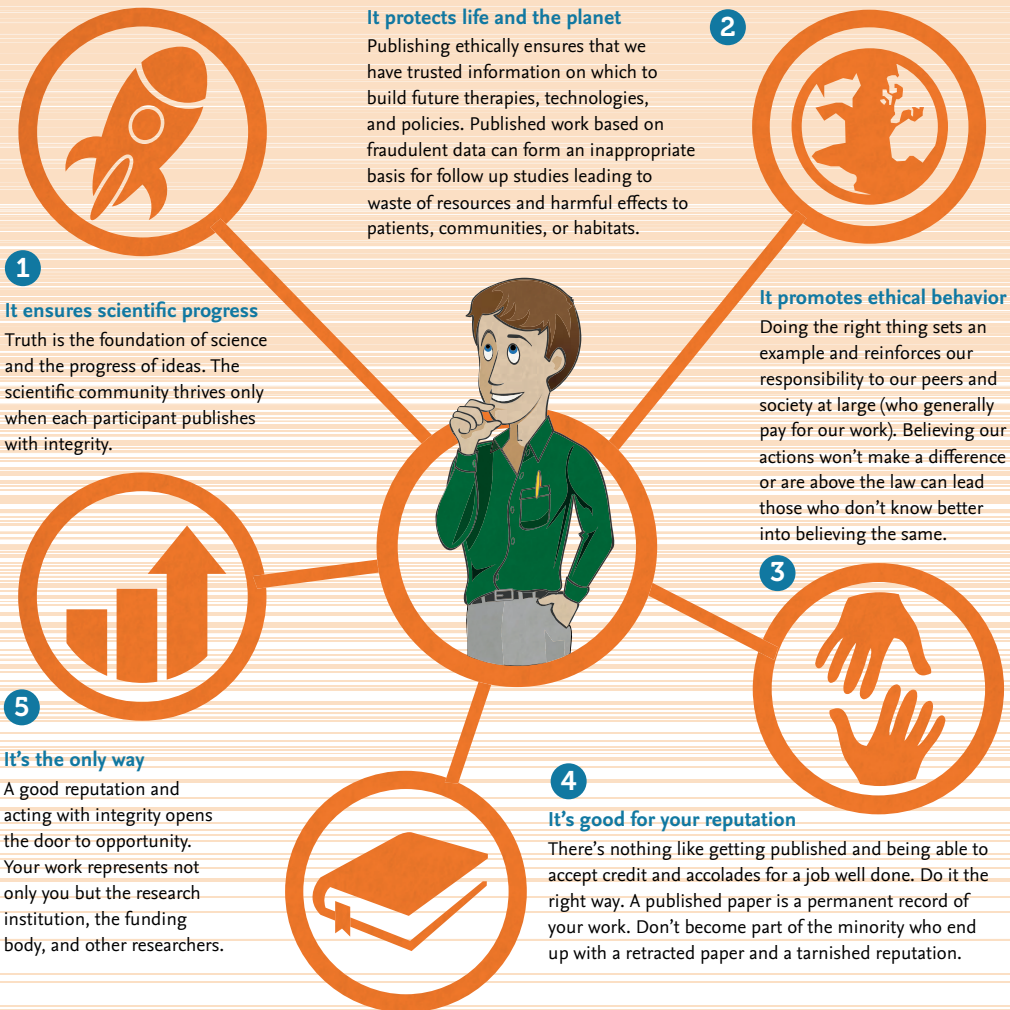 1
It ensures scientific progress
Truth is the foundation of science
and the progress of ideas. The
scientific community thrives only
when each participant publishes
with integrity.
2
It protects life and the planet
Publishing ethically ensures that we
have trusted information on which to
build future therapies, technologies,
and policies. Published work based on
fraudulent data can form an inappropriate
basis for follow up studies leading to
waste of resources and harmful effects to
patients, communities, or habitats.
It promotes ethical behavior
Doing the right thing sets an
example and reinforces our
responsibility to our peers and
society at large (who generally
pay for our work). Believing our
actions won't make a difference
or are above the law can lead
those who don't know better
into believing the same.
3
4
It's good for your reputation
There's nothing like getting published and being able to
accept credit and accolades for a job well done. Do it the
right way. A published paper is a permanent record of
your work. Don't become part of the minority who end
up with a retracted paper and a tarnished reputation.
5
It's the only way
A good reputation and
acting with integrity opens
the door to opportunity.
Your work represents not
only you but the research
institution, the funding
body, and other researchers.